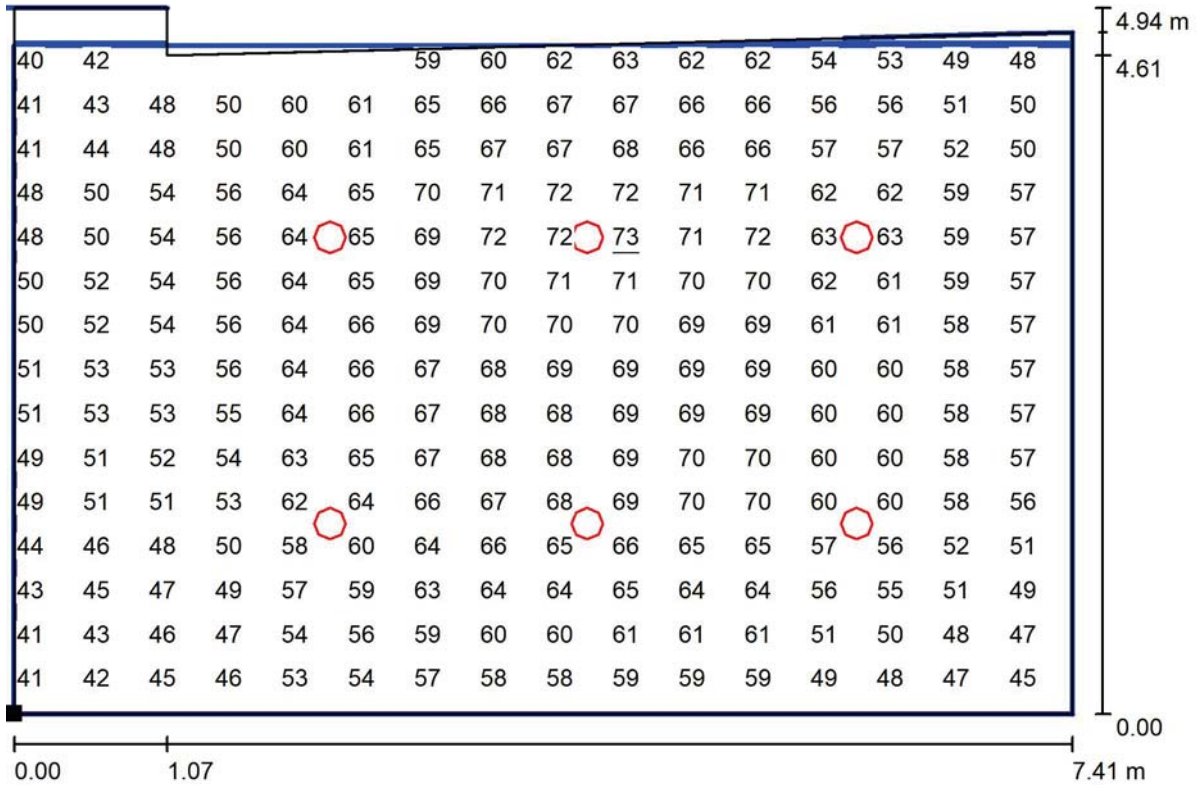 4.94 m
40 42 59 60 62 63 62 62 54 53 49 48 4.61
41 43 48 50 60 61 65 66 67 67 66 66 56 56 51 50
41 44 48 50 60 61 65 67 67 68 66 66 57 57 52 50
48 50 54 56 64 65 70 71 72 72 71 71 62 62 59 57
48 50 54 56 64 65 69 72 72 73 71 72 63 63 59 57
50 52 54 56 64 65 69 70 71 71 70 70 62 61 59 57
50 52 54 56 64 66 69 70 70 70 69 69 61 61 58 57
51 53 53 56 64 66 67 68 69 69 69 69 60 60 58 57
51 53 53 55 64 66 67 68 68 69 69 69 60 60 58 57
49 51 52 54 63 65 67 68 68 69 70 70 60 60 58 57
49 51 51 53 62 64 66 67 68 69 70 70 60 60 58 56
44 46 48 50 58 60 64 66 65 66 65 65 57 56 52 51
43 45 47 49 57 59 63 64 64 65 64 64 56 55 51 49
41 43 46 47 54 56 59 60 60 61 61 61 51 50 48 47
41 42 45 46 53 54 57 58 58 59 59 59 49 48 47 45
0.00
0.00 1.07 7.41 m